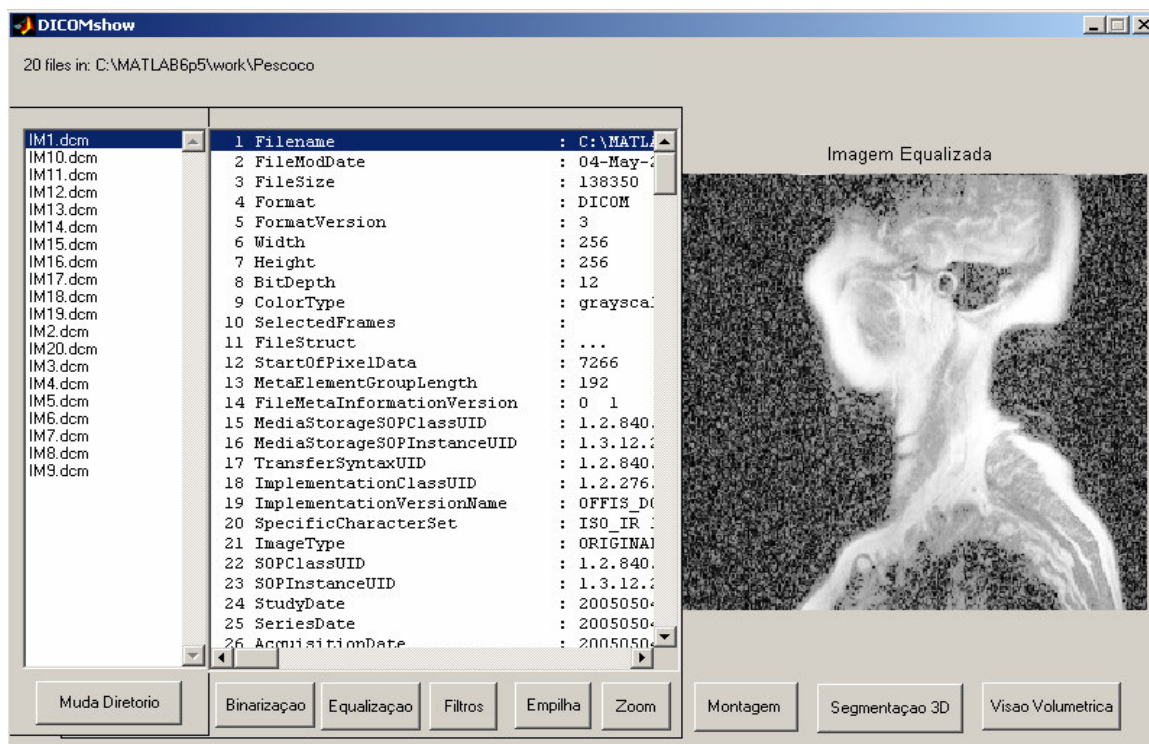 DICOMshow
20 files in: C:\MATLAB6p5\work\Pescoco
IM1.dcm
IM10.dcm
IM11.dcm
IM12.dcm
IM13.dcm
IM14.dcm
IM15.dcm
IM16.dcm
IM17.dcm
IM18.dcm
IM19.dcm
IM2.dcm
IM20.dcm
IM3.dcm
IM4.dcm
IM5.dcm
IM6.dcm
IM7.dcm
IM8.dcm
IM9.dcm
1 Filename : C:\MATLA
2 FileModDate : 04-May-2
3 FileSize : 138350
4 Format : DICOM
5 FormatVersion : 3
6 Width : 256
7 Height : 256
8 BitDepth : 12
9 ColorType : grayscal
10 SelectedFrames :
11 FileStruct : ...
12 StartOfPixelData : 7266
13 MetaElementGroupLength : 192
14 FileMetaInformationVersion : 0 1
15 MediaStorageSOPClassUID : 1.2.840.
16 MediaStorageSOPInstanceUID : 1.3.12.2
17 TransferSyntaxUID : 1.2.840.
18 ImplementationClassUID : 1.2.276.
19 ImplementationVersionName : OFFIS_DC
20 SpecificCharacterSet : ISO_IR
21 ImageType : ORIGINAL
22 SOPClassUID : 1.2.840.
23 SOPInstanceUID : 1.3.12.2
24 StudyDate : 20050504
25 SeriesDate : 20050504
26 AcquisitionDate : 20050504
Imagem Equalizada
Muda Diretorio
Binarizaçao
Equalizaçao
Filtros
Empilha
Zoom
Montagem
Segmentaçao 3D
Visao Volumetrica